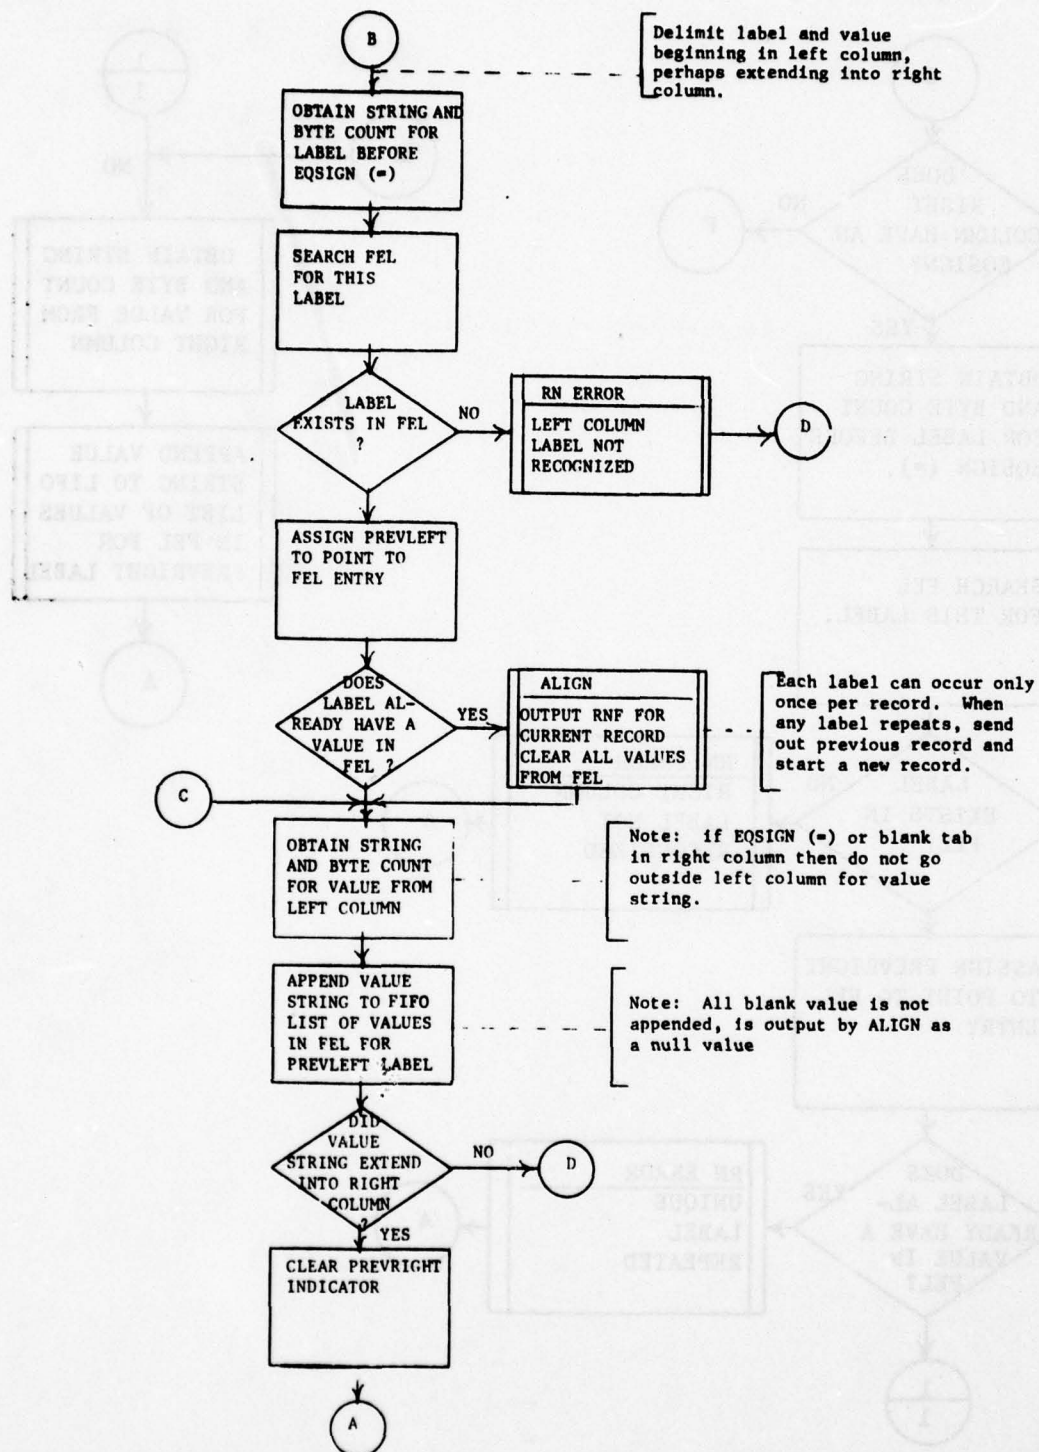 B
Delimit label and value
beginning in left column,
perhaps extending into right
column.
OBTAIN STRING AND
BYTE COUNT FOR
LABEL BEFORE
EQSIGN (=)
SEARCH FEL
FOR THIS
LABEL
LABEL
EXISTS IN FEL
?
NO
RN ERROR
LEFT COLUMN
LABEL NOT
RECOGNIZED
D
ASSIGN PREVLEFT
TO POINT TO
FEL ENTRY
DOES
LABEL AL-
READY HAVE A
VALUE IN
FEL ?
YES
ALIGN
OUTPUT RNF FOR
CURRENT RECORD
CLEAR ALL VALUES
FROM FEL
Each label can occur only
once per record. When
any label repeats, send
out previous record and
start a new record.
C
OBTAIN STRING
AND BYTE COUNT
FOR VALUE FROM
LEFT COLUMN
Note: if EQSIGN (=) or blank tab
in right column then do not go
outside left column for value
string.
APPEND VALUE
STRING TO FIFO
LIST OF VALUES
IN FEL FOR
PREVLEFT LABEL
Note: All blank value is not
appended, is output by ALIGN as
a null value
DID
VALUE
STRING EXTEND
INTO RIGHT
COLUMN
?
NO
D
YES
CLEAR PREVRIGHT
INDICATOR
A